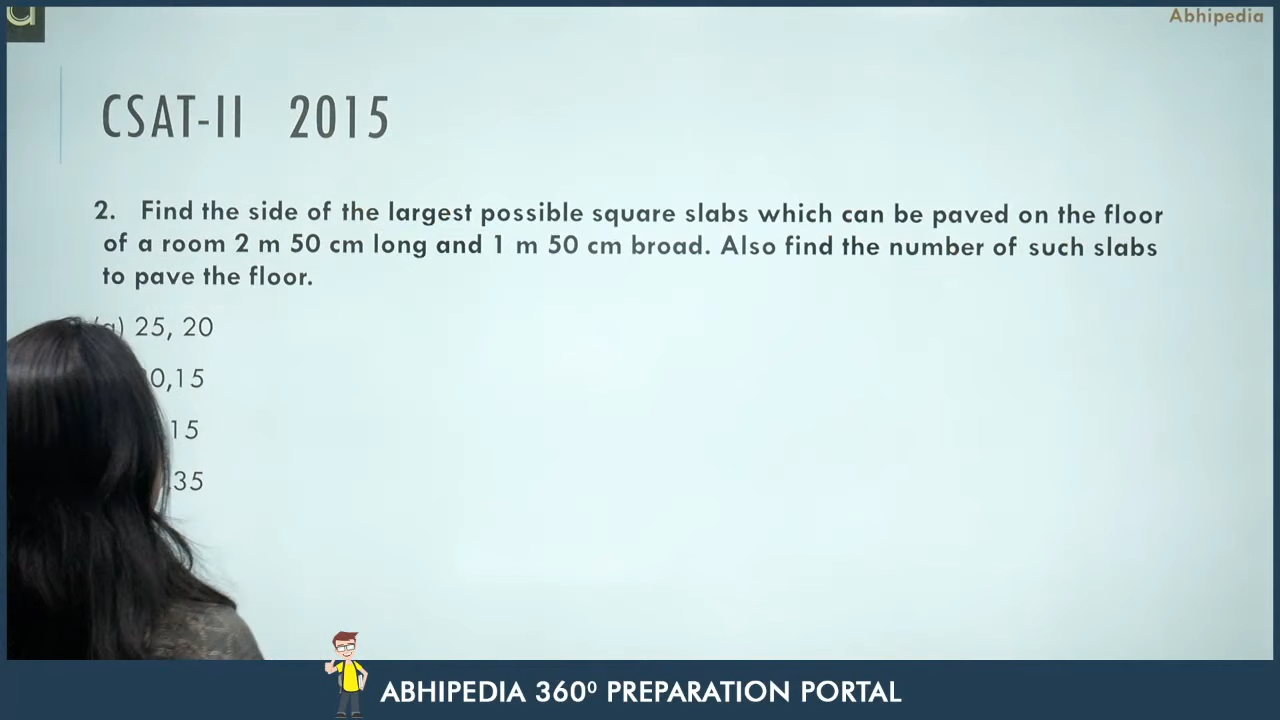 Abhipedia
CSAT-II 2015
2. Find the side of the largest possible square slabs which can be paved on the floor
of a room 2 m 50 cm long and 1 m 50 cm broad. Also find the number of such slabs
to pave the floor.
(a) 25, 20
0,15
15
35
ABHIPEDIA 360⁰ PREPARATION PORTAL